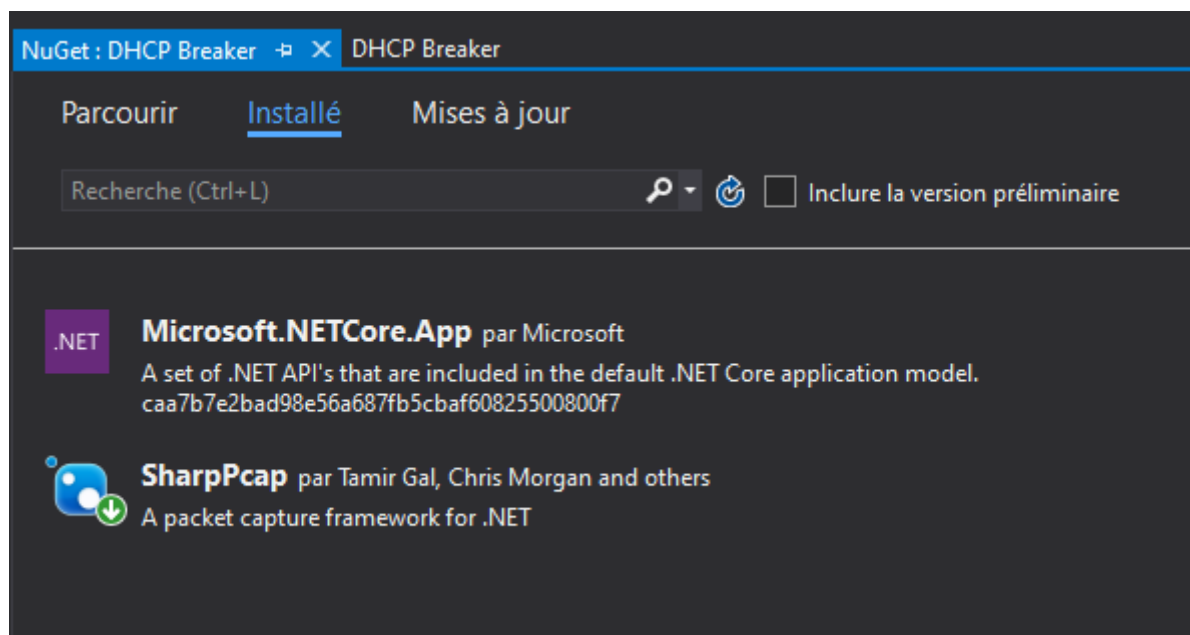 NuGet : DHCP Breaker DHCP Breaker
Parcourir Installé Mises à jour
Recherche (Ctrl+L) Inclure la version préliminaire
.NET Microsoft.NETCore.App par Microsoft
A set of .NET API's that are included in the default .NET Core application model.
caa7b7e2bad98e56a687fb5cbaf60825500800f7
SharpPcap par Tamir Gal, Chris Morgan and others
A packet capture framework for .NET